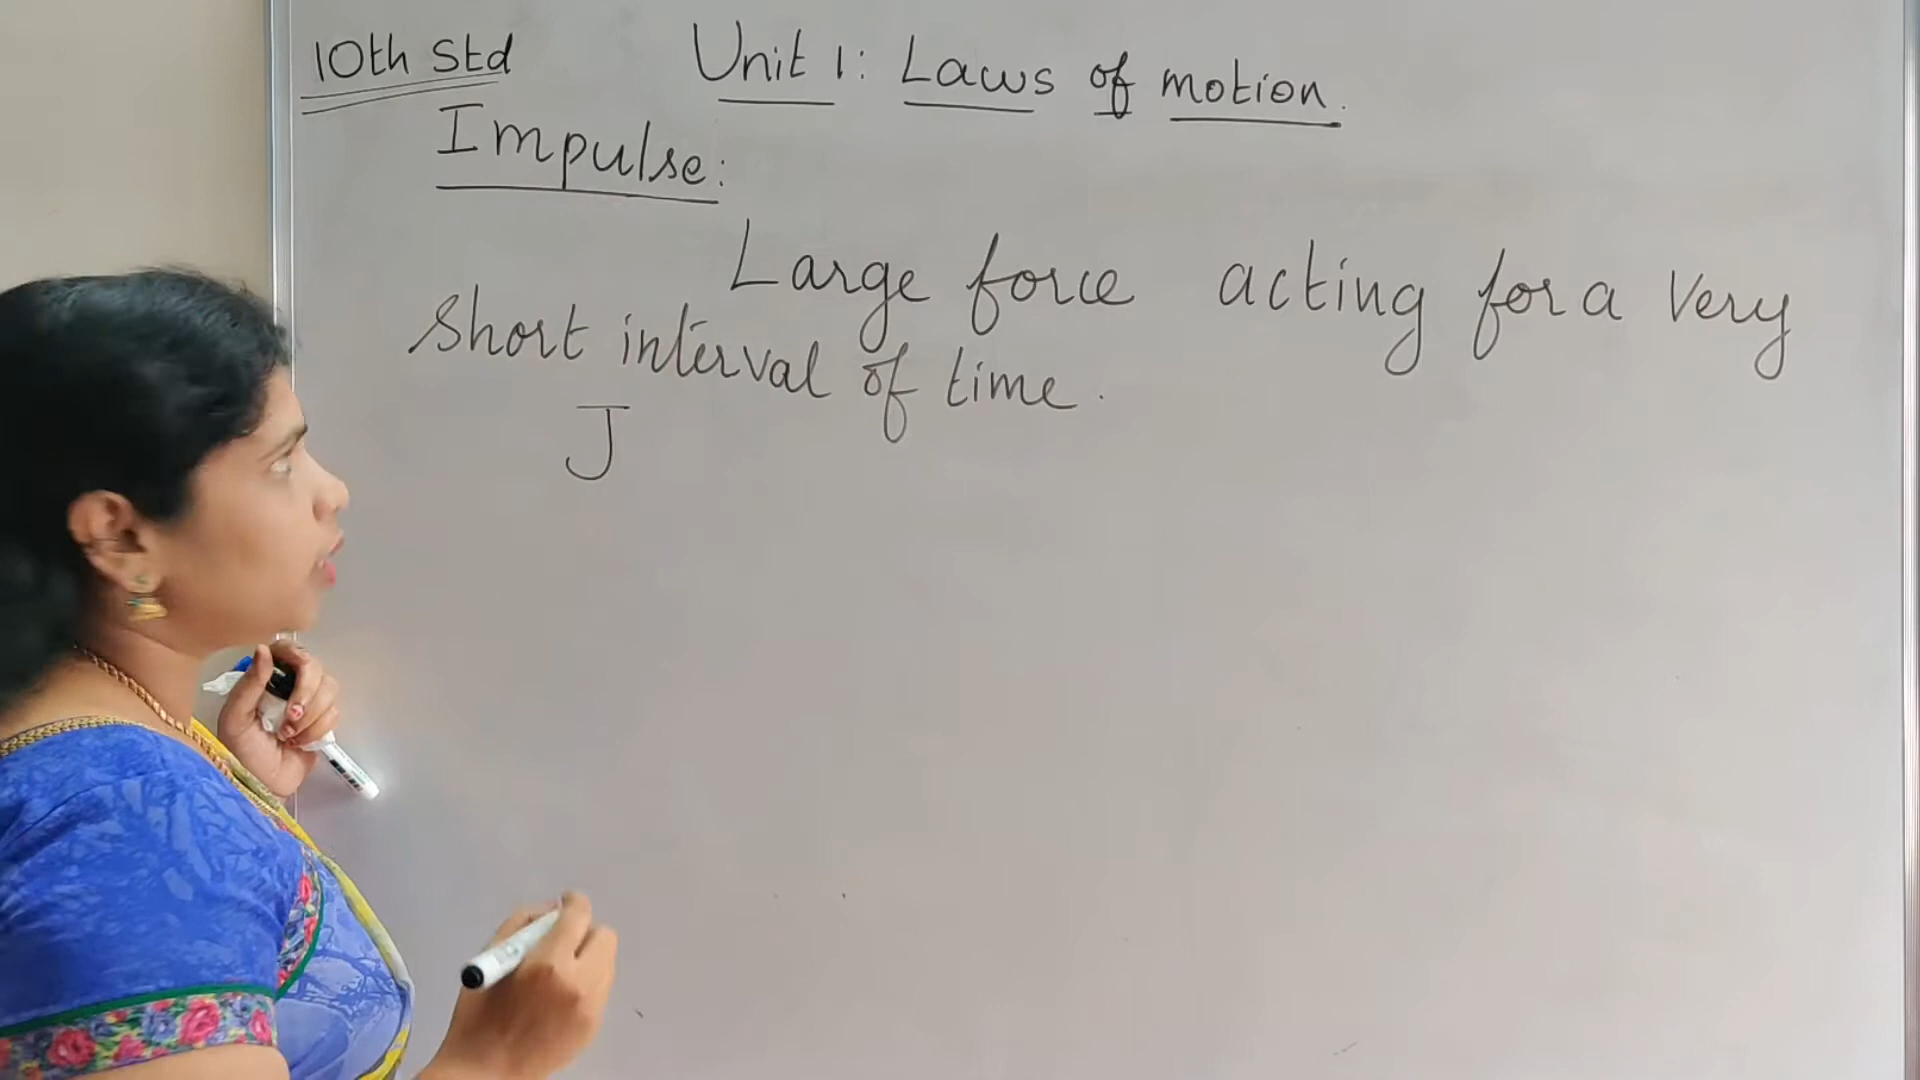 10th Std
Unit 1: Laws of motion.
Impulse:
Large force acting for a Very
Short interval of time.
J